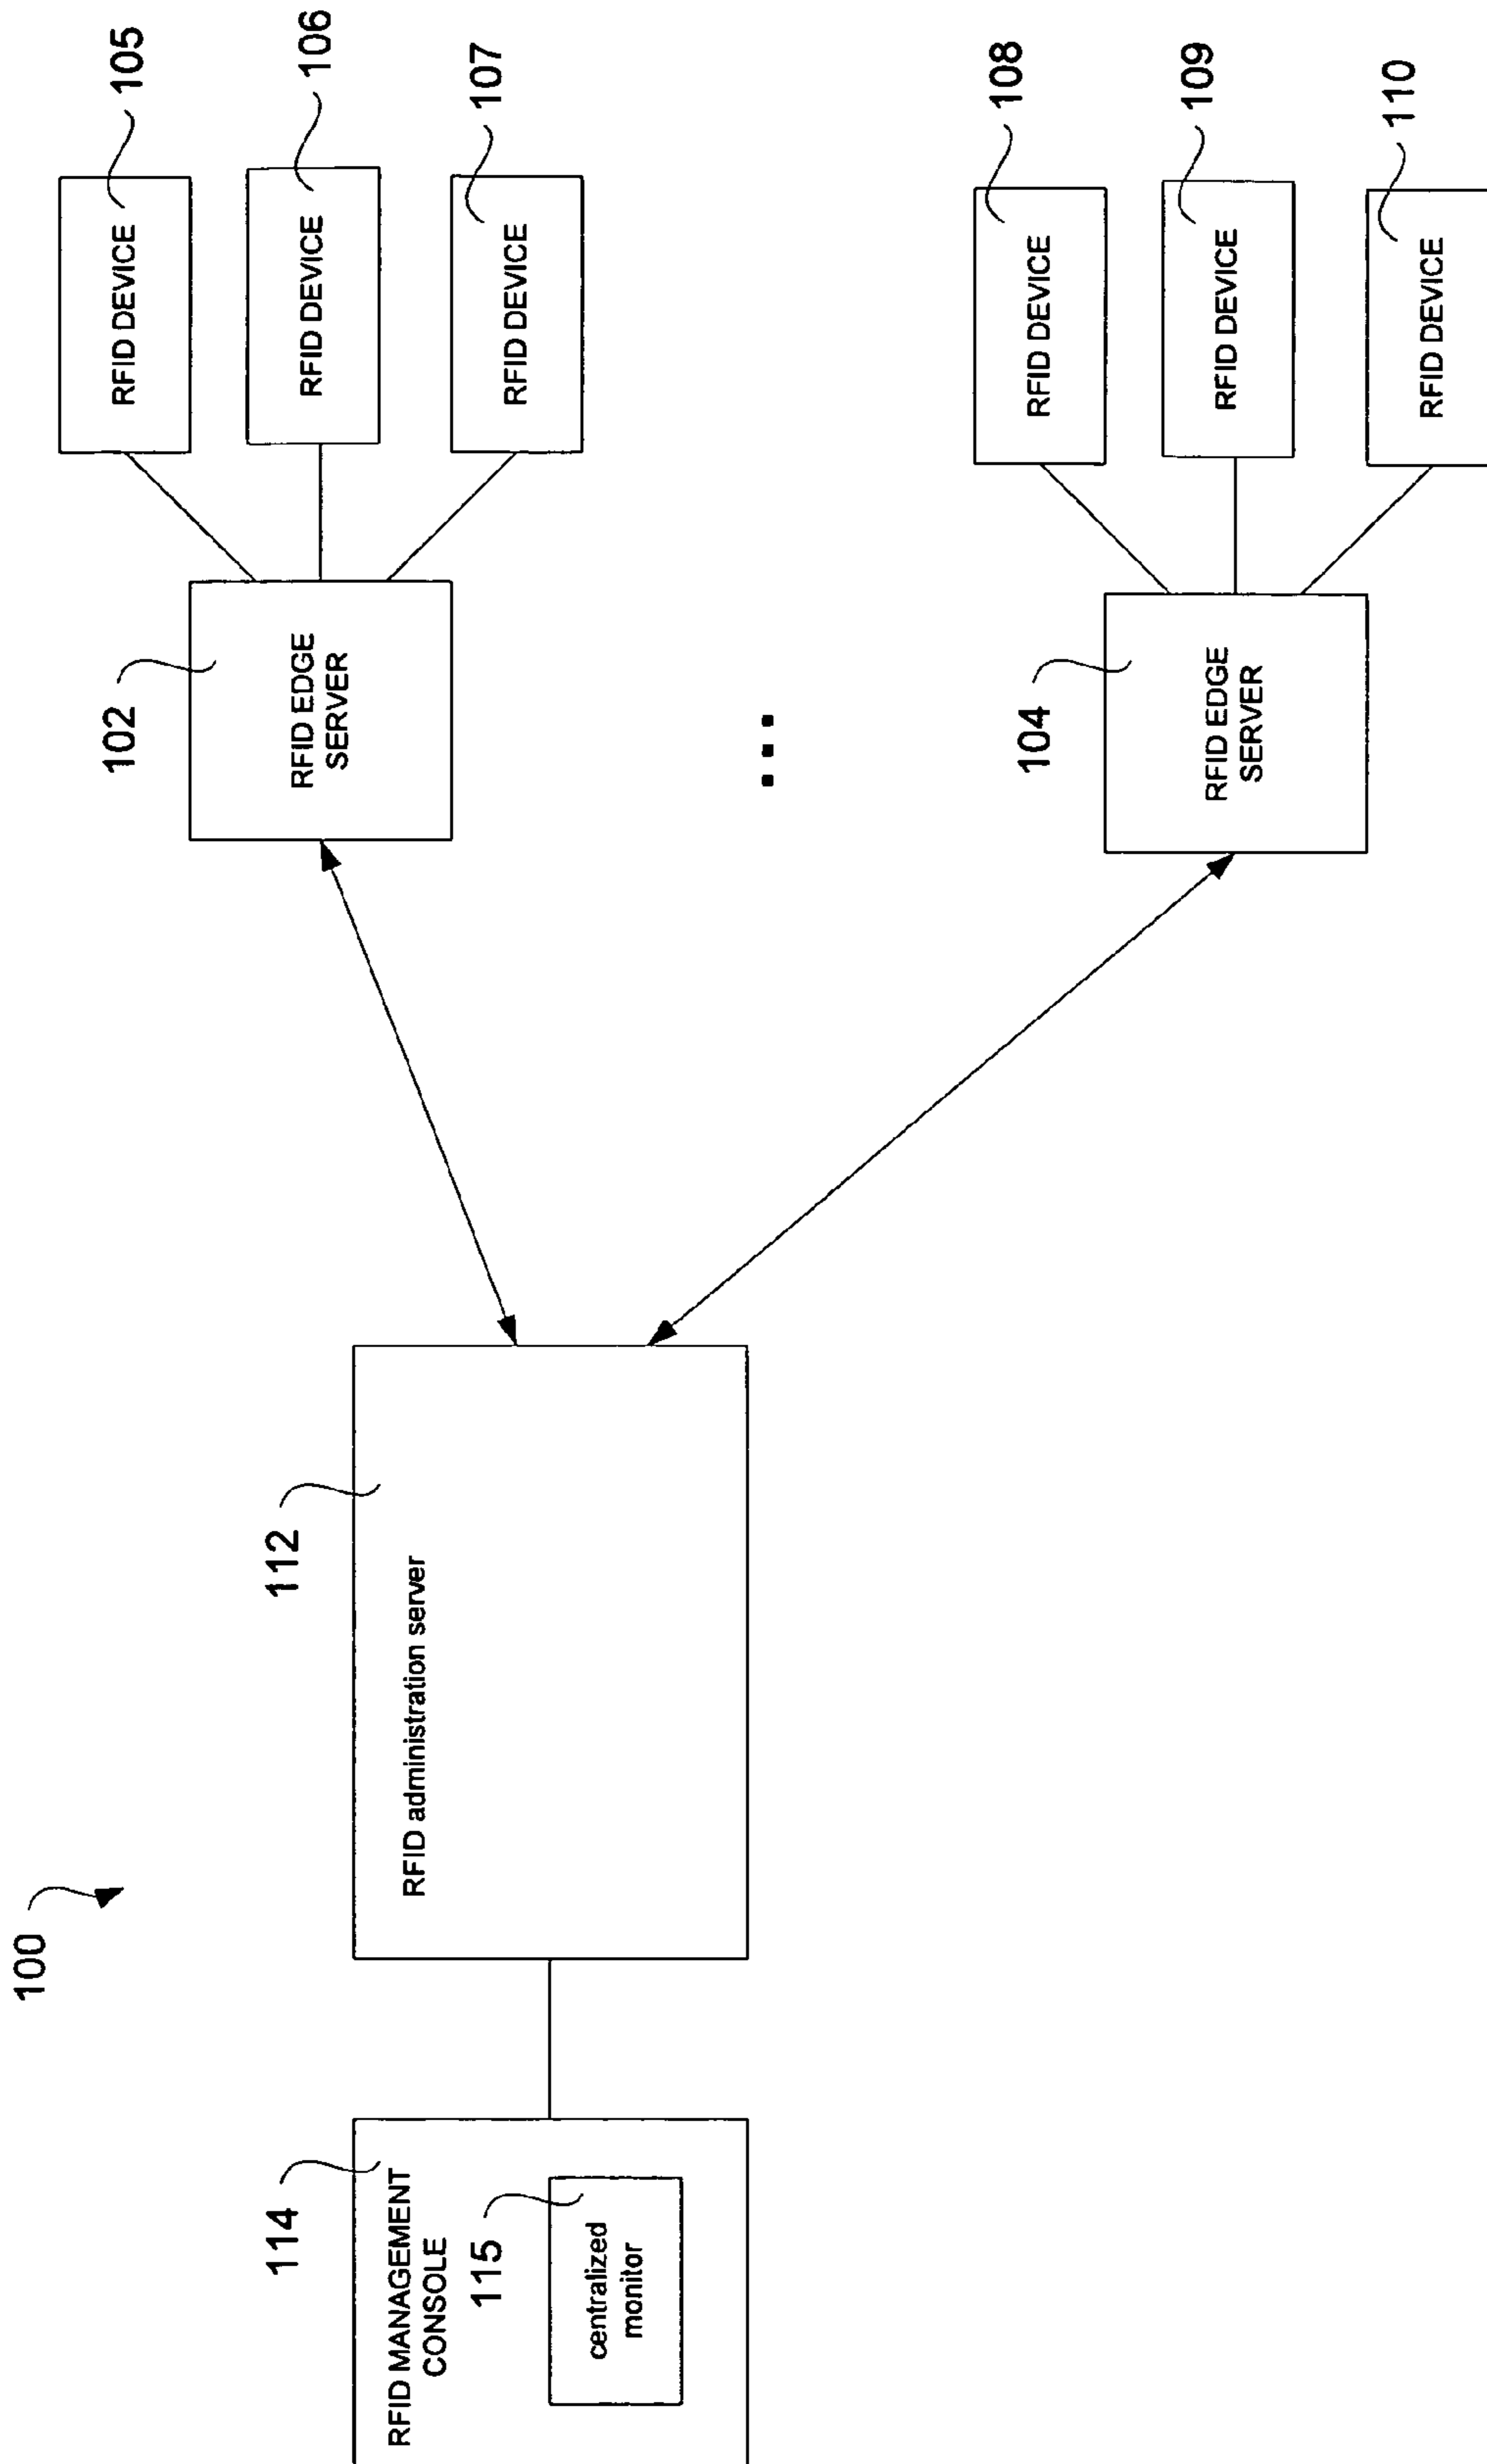 100
114
RFID MANAGEMENT
CONSOLE
115
centralized
monitor
112
RFID administration server
102
RFID EDGE
SERVER
RFID DEVICE
105
RFID DEVICE
106
RFID DEVICE
107
...
104
RFID EDGE
SERVER
RFID DEVICE
108
RFID DEVICE
109
RFID DEVICE
110